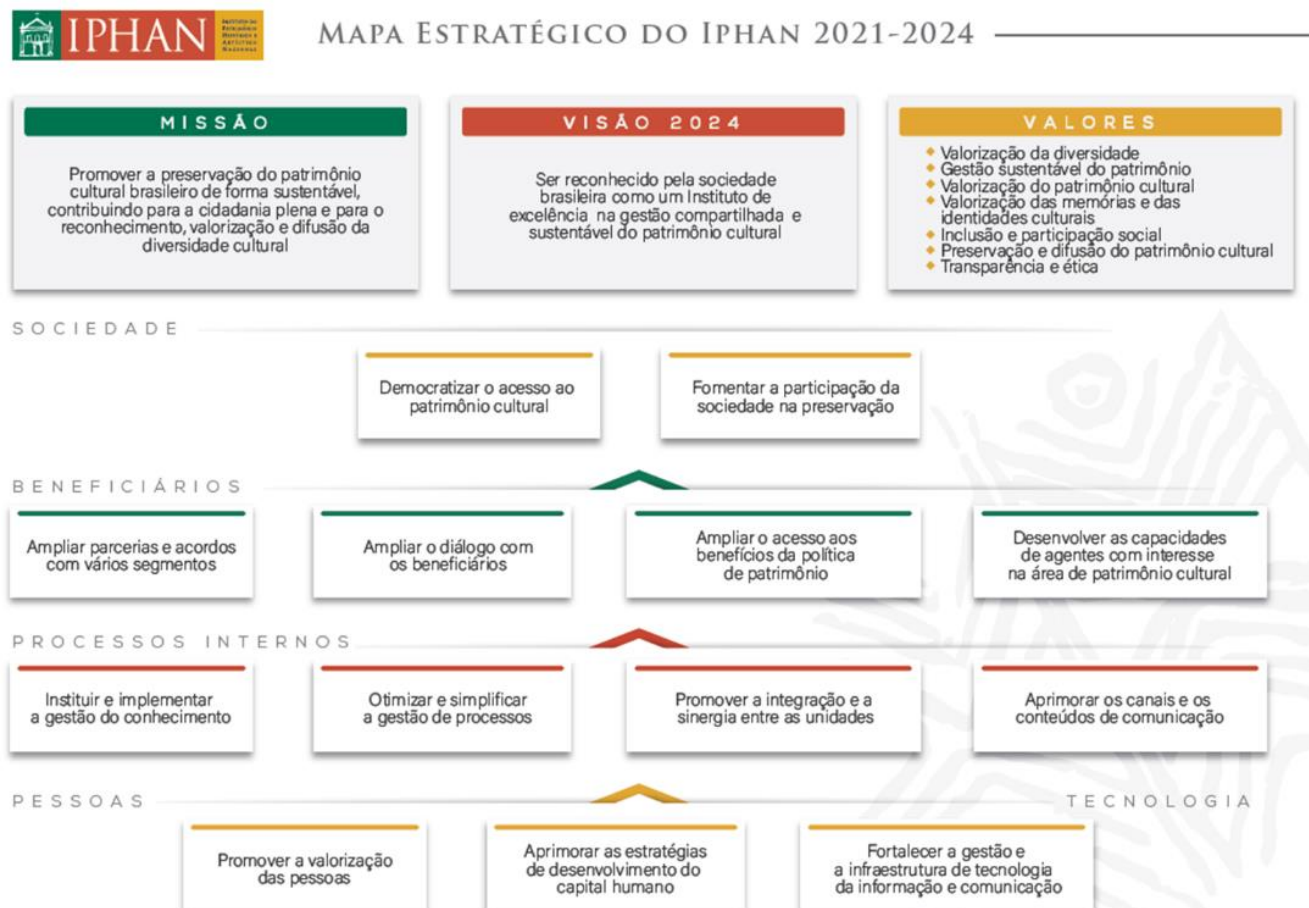 IPHAN
INSTITUTO DO
PATRIMÔNIO
HISTÓRICO E
ARTÍSTICO
NACIONAL
MAPA ESTRATÉGICO DO IPHAN 2021-2024
MISSÃO
Promover a preservação do patrimônio
cultural brasileiro de forma sustentável,
contribuindo para a cidadania plena e para o
reconhecimento, valorização e difusão da
diversidade cultural
VISÃO 2024
Ser reconhecido pela sociedade
brasileira como um Instituto de
excelência na gestão compartilhada e
sustentável do patrimônio cultural
VALORES
Valorização da diversidade
Gestão sustentável do patrimônio
Valorização do patrimônio cultural
Valorização das memórias e das
identidades culturais
Inclusão e participação social
Preservação e difusão do patrimônio cultural
Transparência e ética
SOCIEDADE
Democratizar o acesso ao
patrimônio cultural
Fomentar a participação da
sociedade na preservação
BENEFICIÁRIOS
Ampliar parcerias e acordos
com vários segmentos
Ampliar o diálogo com
os beneficiários
Ampliar o acesso aos
benefícios da política
de patrimônio
Desenvolver as capacidades
de agentes com interesse
na área de patrimônio cultural
PROCESSOS INTERNOS
Instituir e implementar
a gestão do conhecimento
Otimizar e simplificar
a gestão de processos
Promover a integração e a
sinergia entre as unidades
Aprimorar os canais e os
conteúdos de comunicação
PESSOAS
TECNOLOGIA
Promover a valorização
das pessoas
Aprimorar as estratégias
de desenvolvimento do
capital humano
Fortalecer a gestão e
a infraestrutura de tecnologia
da informação e comunicação